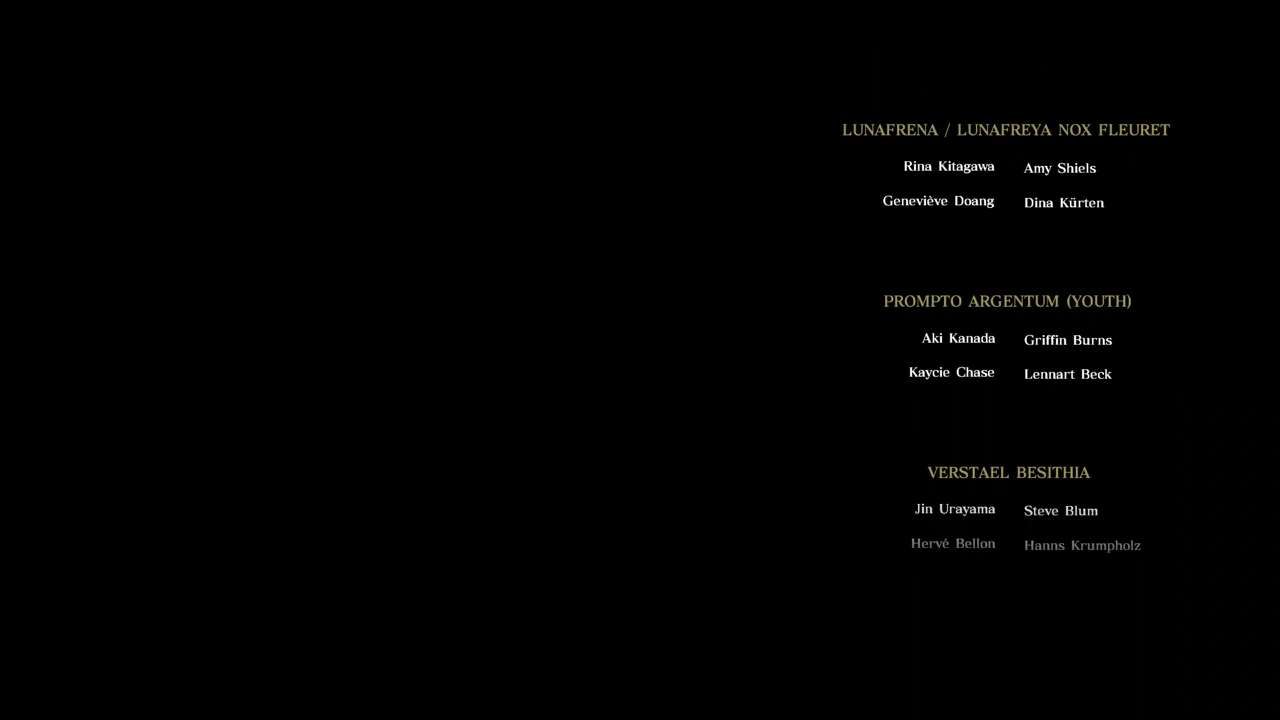 LUNAFRENA / LUNAFREYA NOX FLEURET
Rina Kitagawa Amy Shiels
Geneviève Doang Dina Kürten
PROMPTO ARGENTUM (YOUTH)
Aki Kanada Griffin Burns
Kaycie Chase Lennart Beck
VERSTAEL BESITHIA
Jin Urayama Steve Blum
Hervé Bellon Hanns Krumpholz